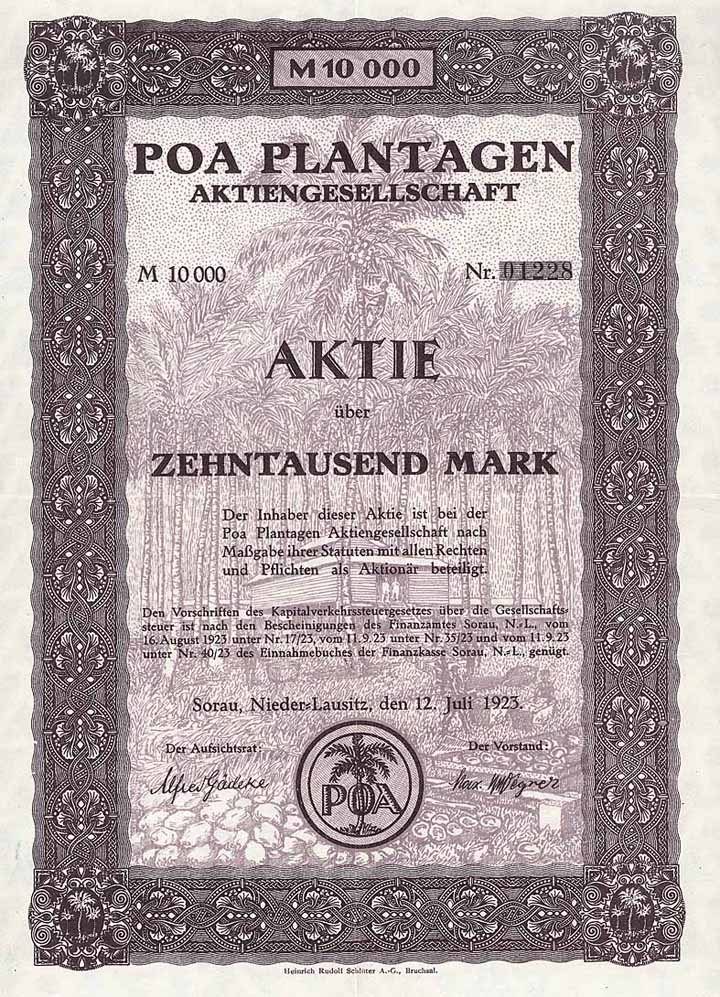 M 10 000
POA PLANTAGEN
AKTIENGESELLSCHAFT
M 10 000 Nr. 01228
AKTIE
über
ZEHNTAUSEND MARK
Der Inhaber dieser Aktie ist bei der
Poa Plantagen Aktiengesellschaft nach
Maßgabe ihrer Statuten mit allen Rechten
und Pflichten als Aktionär beteiligt.
Den Vorschriften des Kapitalverkehrssteuergesetzes über die Gesellschafts-
steuer ist nach den Bescheinigungen des Finanzamtes Sorau, N.-L., vom
16. August 1923 unter Nr. 17/23, vom 11.9.23 unter Nr. 35/23 und vom 11.9.23
unter Nr. 40/23 des Einnahmebuches der Finanzkasse Sorau, N.-L., genügt.
Sorau, Nieder-Lausitz, den 12. Juli 1923.
Der Aufsichtsrat: Der Vorstand:
Alfred Gädeke
POA
Heinrich Rudolf Schlüter A.-G., Bruchsal.